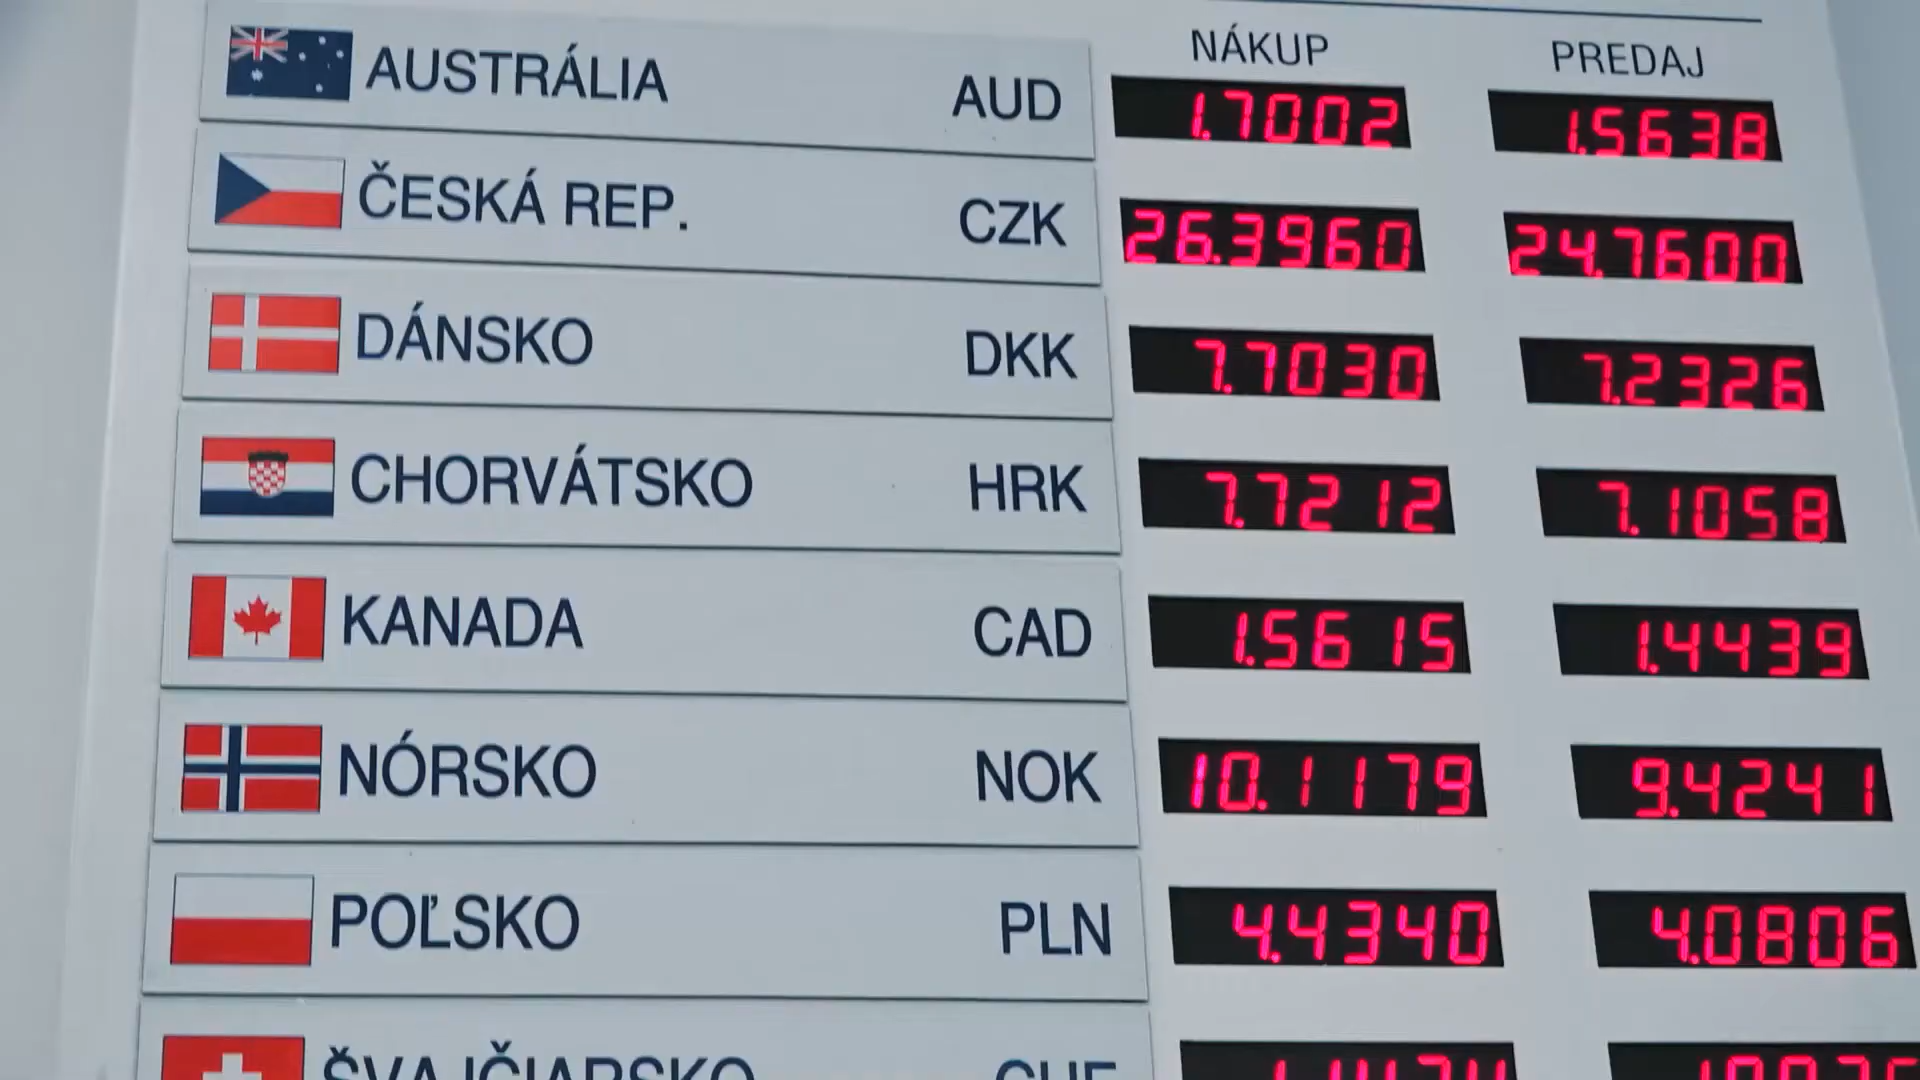 NÁKUP PREDAJ
AUSTRÁLIA AUD 1.7002 1.5638
ČESKÁ REP. CZK 26.3960 24.7600
DÁNSKO DKK 7.7030 7.2326
CHORVÁTSKO HRK 7.7212 7.1058
KANADA CAD 1.5615 1.4439
NÓRSKO NOK 10.1179 9.4241
POĽSKO PLN 4.4340 4.0806
ŠVAJČIARSKO CHF